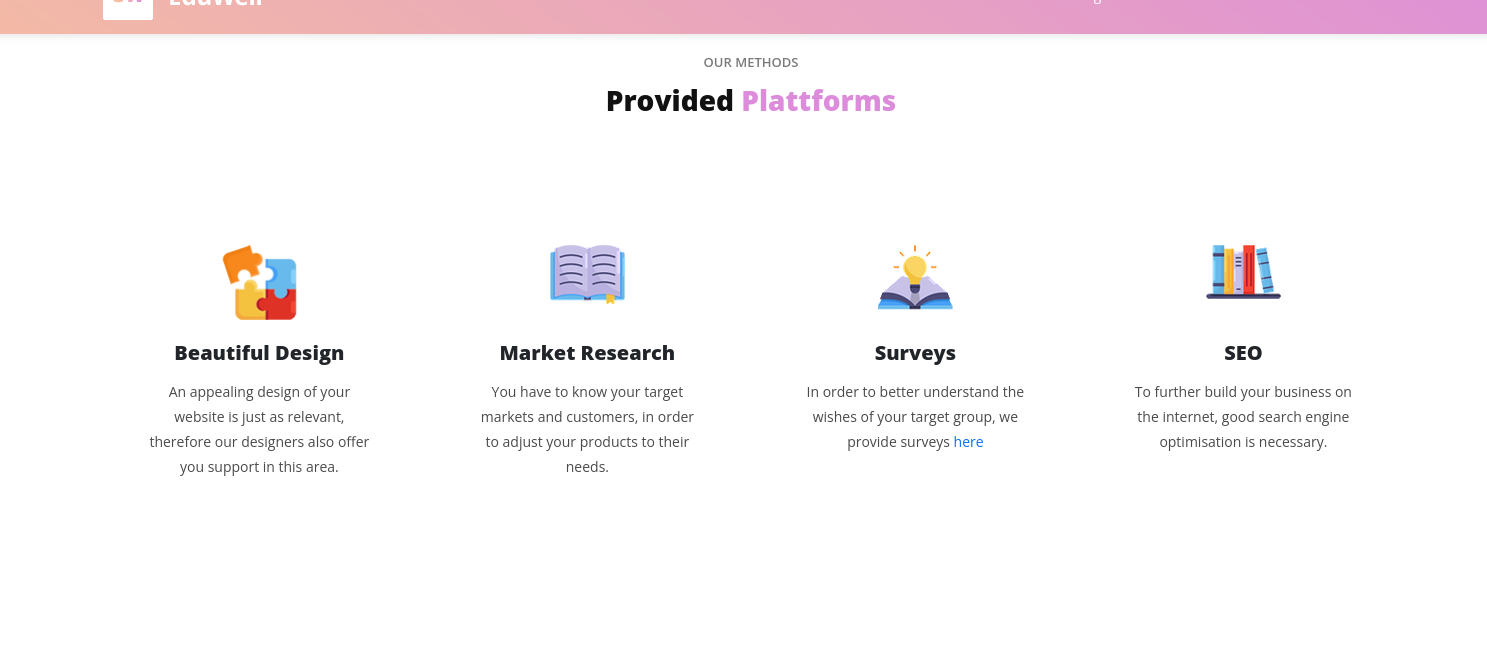 EduWell
OUR METHODS
Provided Plattforms
Beautiful Design
An appealing design of your
website is just as relevant,
therefore our designers also offer
you support in this area.
Market Research
You have to know your target
markets and customers, in order
to adjust your products to their
needs.
Surveys
In order to better understand the
wishes of your target group, we
provide surveys here
SEO
To further build your business on
the internet, good search engine
optimisation is necessary.